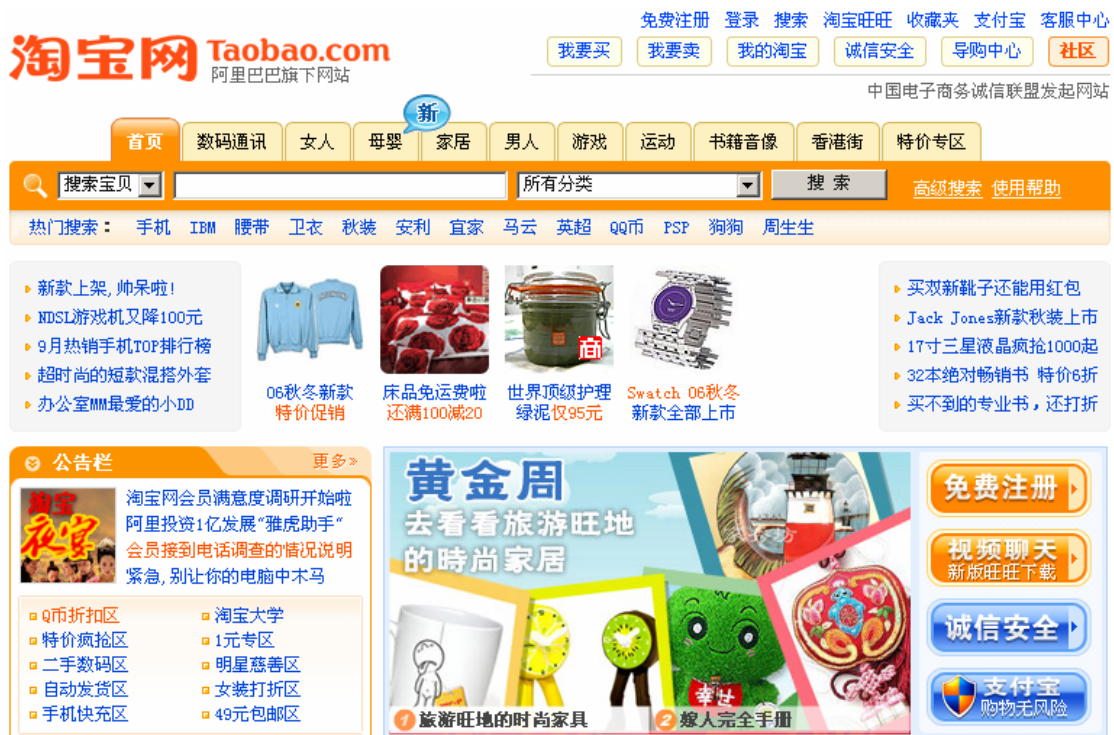 免费注册 登录 搜索 淘宝旺旺 收藏夹 支付宝 客服中心
淘宝网 Taobao.com
阿里巴巴旗下网站
我要买 我要卖 我的淘宝 诚信安全 导购中心 社区
中国电子商务诚信联盟发起网站
新
首页 数码通讯 女人 母婴 家居 男人 游戏 运动 书籍音像 香港街 特价专区
搜索宝贝 所有分类 搜 索 高级搜索 使用帮助
热门搜索： 手机 IBM 腰带 卫衣 秋装 安利 宜家 马云 英超 QQ币 PSP 狗狗 周生生
新款上架,帅呆啦!
NDSL游戏机又降100元
9月热销手机TOP排行榜
超时尚的短款混搭外套
办公室MM最爱的小DD
06秋冬新款
特价促销
床品免运费啦
还满100减20
商
世界顶级护理
绿泥仅95元
Swatch 06秋冬
新款全部上市
买双新靴子还能用红包
Jack Jones新款秋装上市
17寸三星液晶疯抢1000起
32本绝对畅销书 特价6折
买不到的专业书，还打折
公告栏 更多»
淘宝
夜宴
淘宝网会员满意度调研开始啦
阿里投资1亿发展“雅虎助手”
会员接到电话调查的情况说明
紧急,别让你的电脑中木马
Q币折扣区 淘宝大学
特价疯抢区 1元专区
二手数码区 明星慈善区
自动发货区 女装打折区
手机快充区 49元包邮区
黄金周
去看看旅游旺地
的時尚家居
幸せ
1 旅游旺地的时尚家具 2 嫁人完全手册
免费注册
视频聊天
新版旺旺下载
诚信安全
支付宝
购物无风险